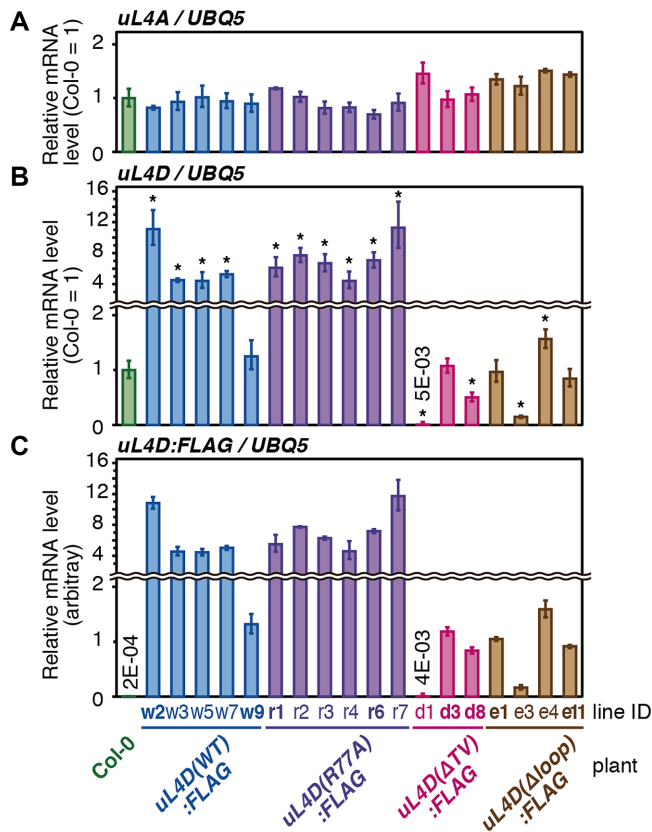 A
uL4A / UBQ5
Relative mRNA
level (Col-0 = 1)
2
1
0
B
uL4D / UBQ5
Relative mRNA level
(Col-0 = 1)
16
12
8
4
2
1
0
* * * * * * * * * * *
5E-03
* * * *
C
uL4D:FLAG / UBQ5
Relative mRNA level
(arbitray)
16
12
8
4
2
1
0
2E-04
4E-03
w2 w3 w5 w7 w9 r1 r2 r3 r4 r6 r7 d1 d3 d8 e1 e3 e4 e11 line ID
Col-0
uL4D(WT)
:FLAG
uL4D(R77A)
:FLAG
uL4D(ΔTV)
:FLAG
uL4D(Δloop)
:FLAG
plant